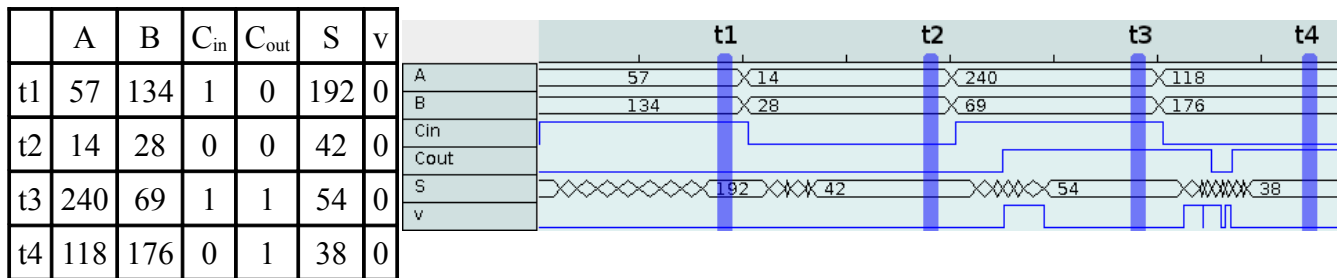 A B Cin Cout S v
t1 57 134 1 0 192 0
t2 14 28 0 0 42 0
t3 240 69 1 1 54 0
t4 118 176 0 1 38 0
t1 t2 t3 t4
A 57 14 240 118
B 134 28 69 176
Cin
Cout
S 192 42 54 38
v